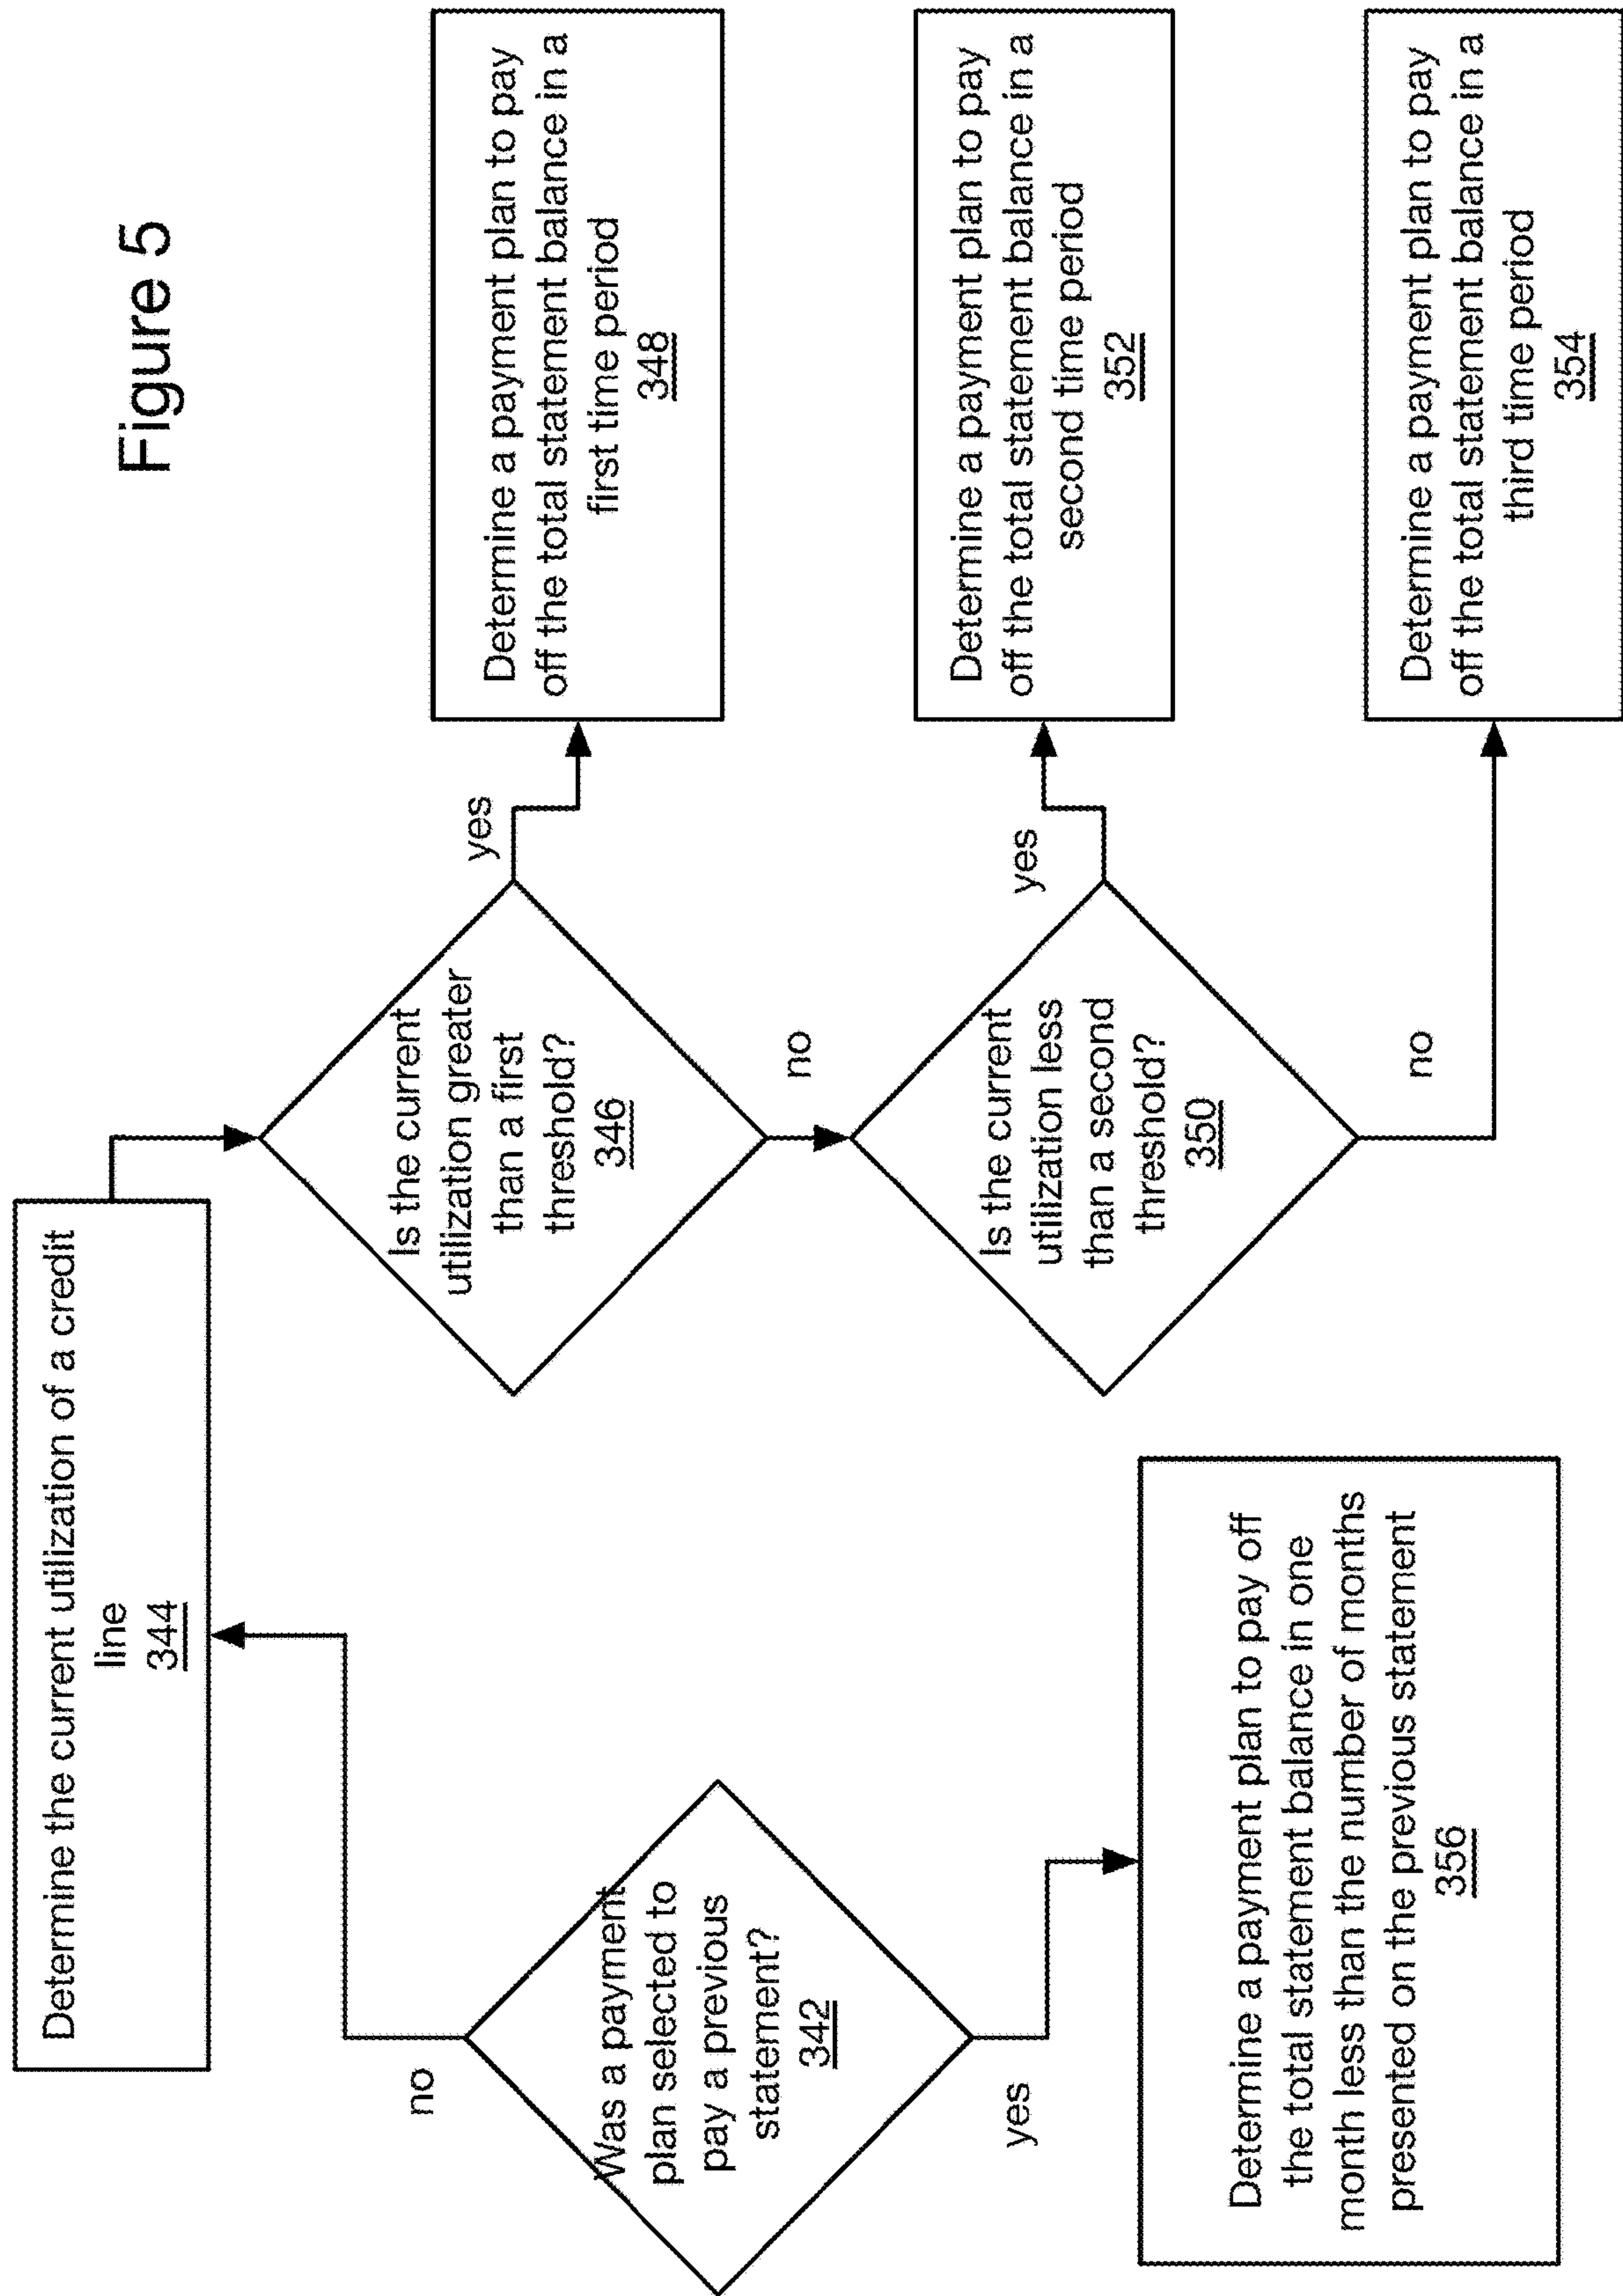 Figure 5
Determine the current utilization of a credit
line
344
no
Was a payment
plan selected to
pay a previous
statement?
342
yes
Determine a payment plan to pay off
the total statement balance in one
month less than the number of months
presented on the previous statement
356
Is the current
utilization greater
than a first
threshold?
346
yes
Determine a payment plan to pay
off the total statement balance in a
first time period
348
no
Is the current
utilization less
than a second
threshold?
350
yes
Determine a payment plan to pay
off the total statement balance in a
second time period
352
no
Determine a payment plan to pay
off the total statement balance in a
third time period
354